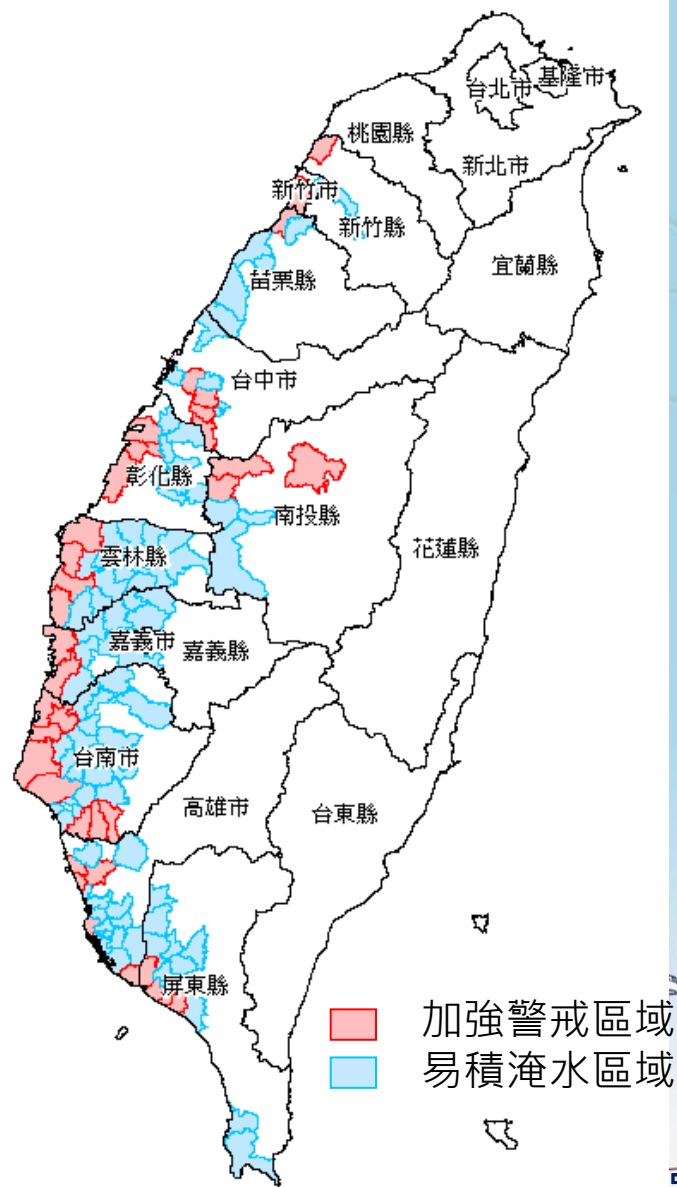 基隆市
台北市
桃園縣
新北市
新竹市
新竹縣
宜蘭縣
苗栗縣
台中市
彰化縣
南投縣
花蓮縣
雲林縣
嘉義市
嘉義縣
台南市
高雄市
台東縣
屏東縣
加強警戒區域
易積淹水區域